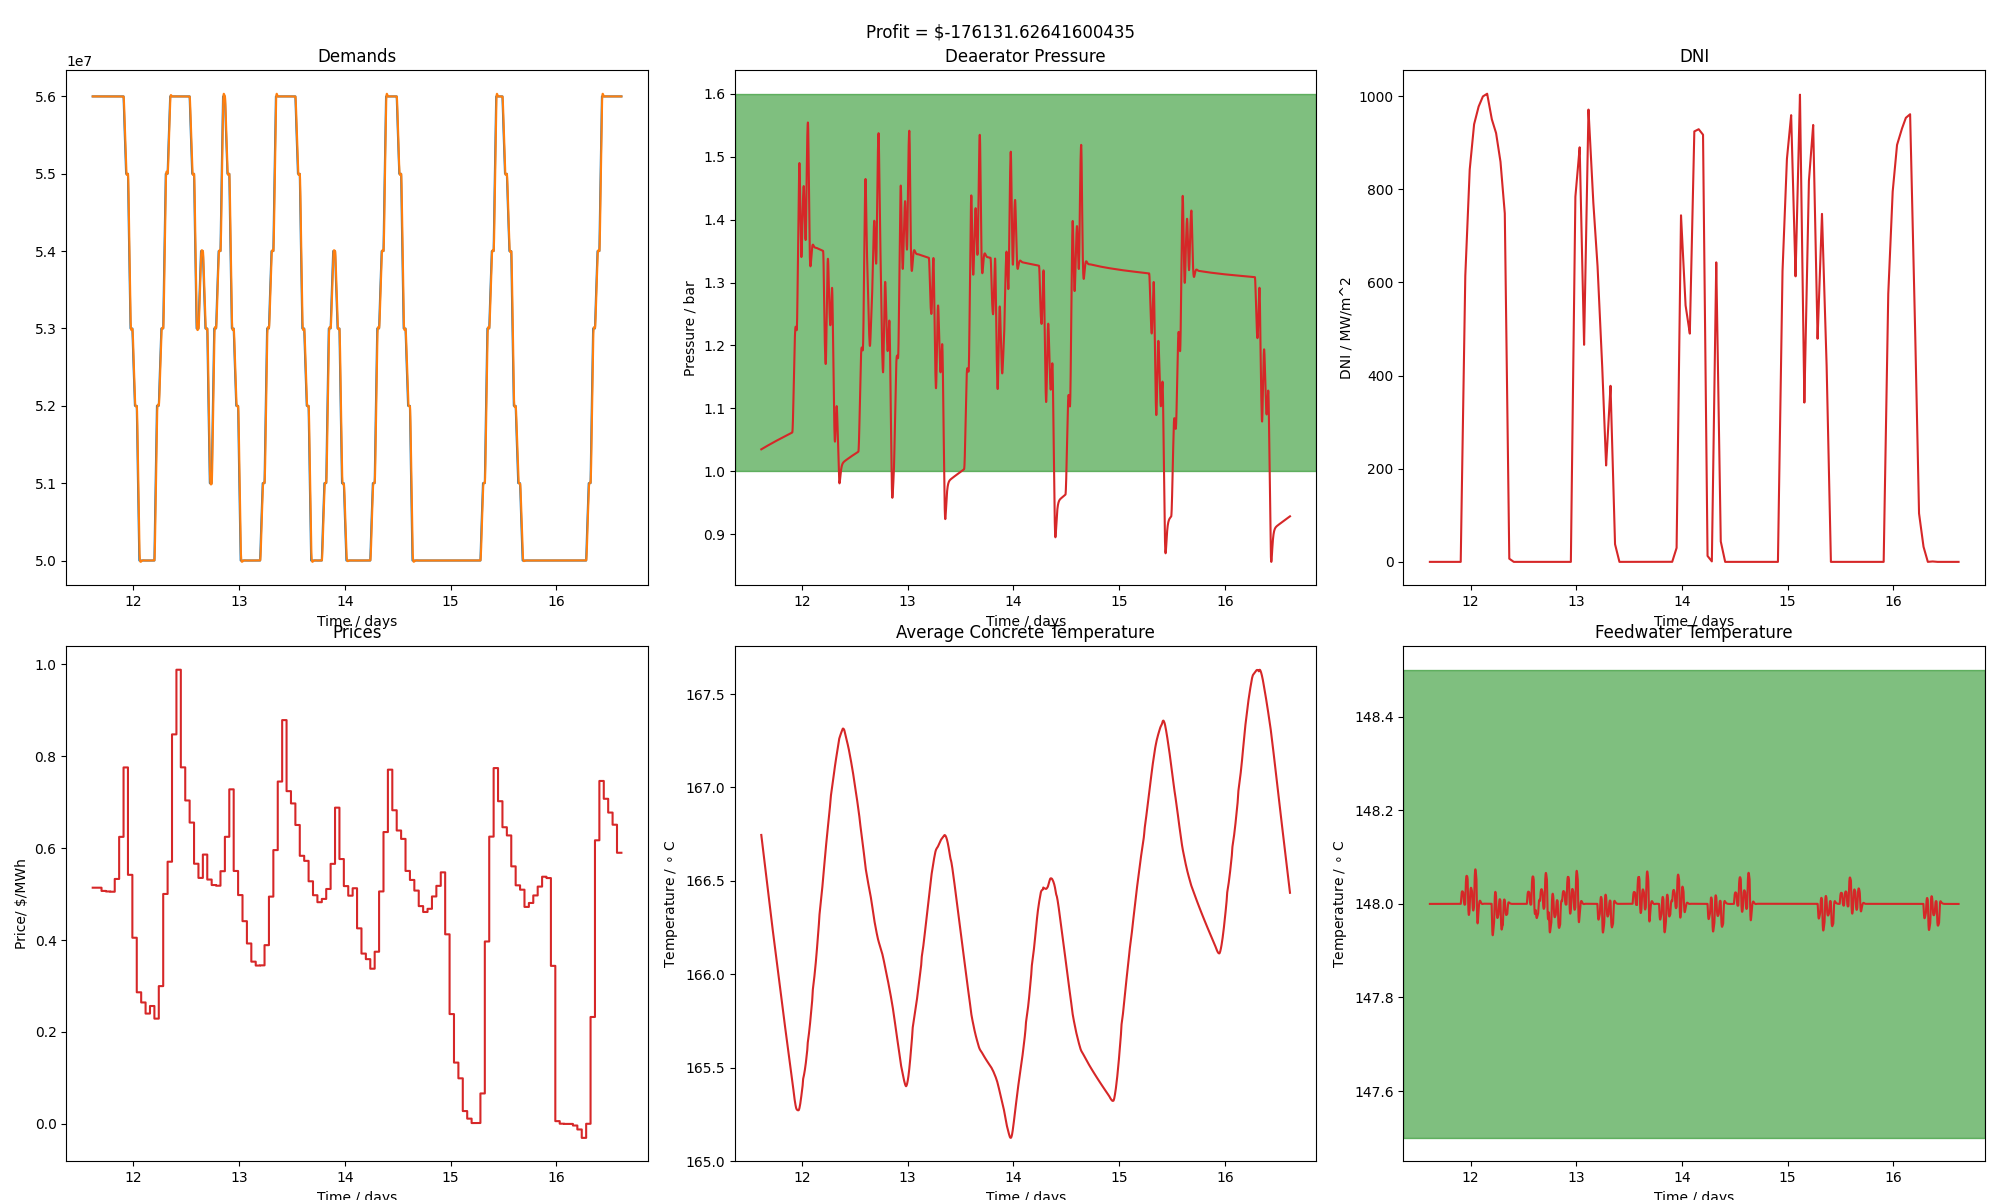 Profit = $-176131.62641600435
Demands
1e7
5.6
5.5
5.4
5.3
5.2
5.1
5.0
12 13 14 15 16
Time / days
Deaerator Pressure
Pressure / bar
1.6
1.5
1.4
1.3
1.2
1.1
1.0
0.9
12 13 14 15 16
Time / days
DNI
DNI / MW/m^2
1000
800
600
400
200
0
12 13 14 15 16
Time / days
Prices
Price/ $/MWh
1.0
0.8
0.6
0.4
0.2
0.0
12 13 14 15 16
Time / days
Average Concrete Temperature
Temperature / ∘ C
167.5
167.0
166.5
166.0
165.5
165.0
12 13 14 15 16
Time / days
Feedwater Temperature
Temperature / ∘ C
148.4
148.2
148.0
147.8
147.6
12 13 14 15 16
Time / days